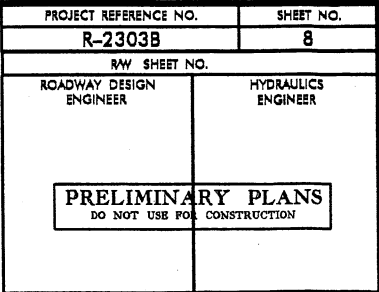 PROJECT REFERENCE NO. SHEET NO.
R-2303B 8
R/W SHEET NO.
ROADWAY DESIGN ENGINEER
HYDRAULICS ENGINEER
PRELIMINARY PLANS
DO NOT USE FOR CONSTRUCTION